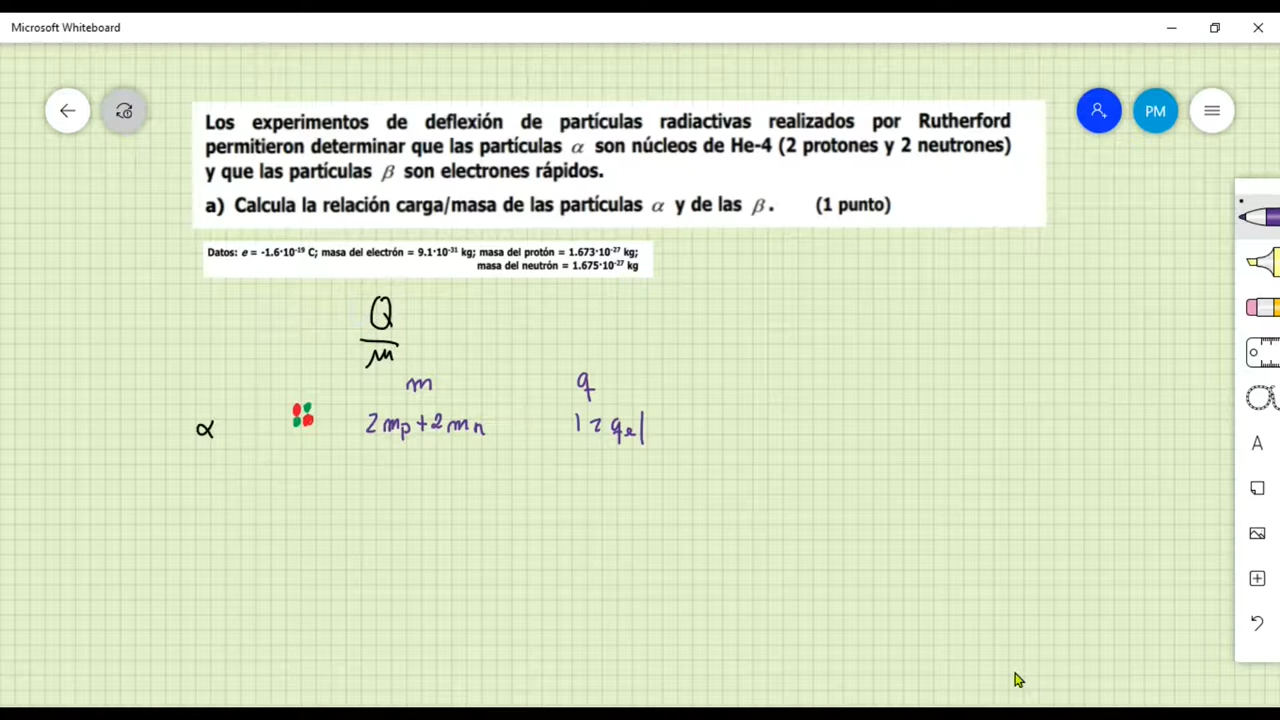 Microsoft Whiteboard
PM
Los experimentos de deflexión de partículas radiactivas realizados por Rutherford
permitieron determinar que las partículas α son núcleos de He-4 (2 protones y 2 neutrones)
y que las partículas β son electrones rápidos.
a) Calcula la relación carga/masa de las partículas α y de las β. (1 punto)
Datos: e = -1.6·10⁻¹⁹ C; masa del electrón = 9.1·10⁻³¹ kg; masa del protón = 1.673·10⁻²⁷ kg;
masa del neutrón = 1.675·10⁻²⁷ kg
Q
m
m q
α 2mp+2mn |2qel
A